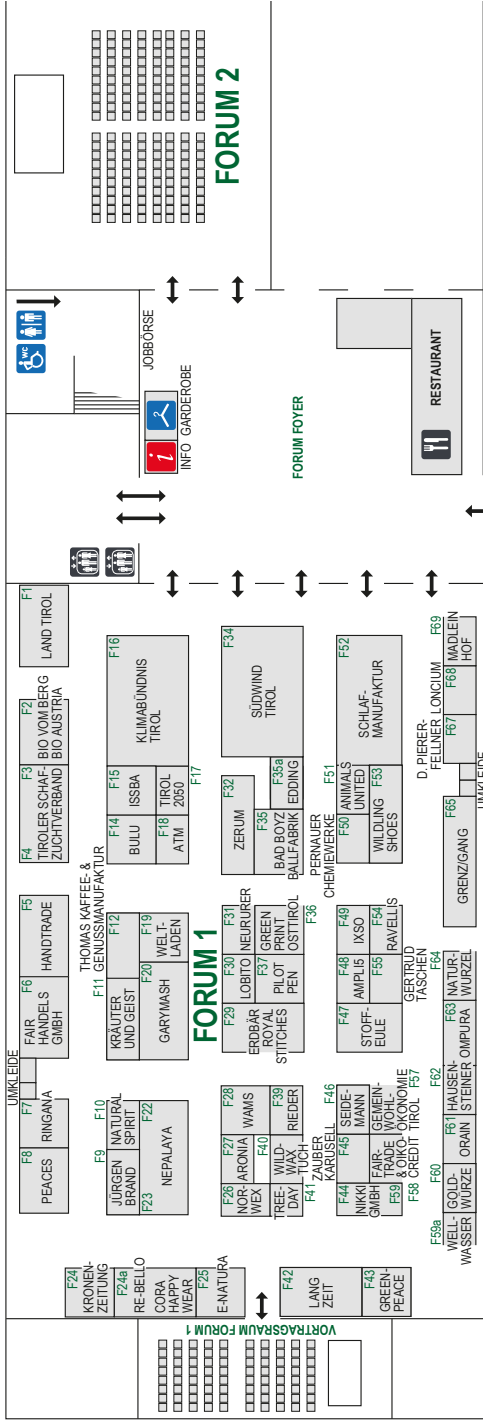 FORUM 2
WC
JOBBÖRSE
INFO GARDEROBE
i
FORUM FOYER
RESTAURANT
F1
LAND TIROL
F2
BIO VOM BERG
BIO AUSTRIA
F3
F4
TIROLER SCHAF-
ZUCHTVERBAND
F5
HANDTRADE
F6
FAIR
HANDELS
GMBH
UMKLEIDE
F7
RINGANA
F8
PEACES
F16
KLIMABÜNDNIS
TIROL
F15
ISSBA
F17
TIROL
2050
F14
BULU
F18
ATM
THOMAS KAFFEE- &
GENUSSMANUFAKTUR
F12
F11
KRÄUTER
UND GEIST
F19
WELT-
LADEN
F20
GARYMASH
F10
NATURAL
SPIRIT
F9
JÜRGEN
BRAND
F22
NEPALAYA
F23
FORUM 1
F34
SÜDWIND
TIROL
F35a
EDDING
F32
ZERUM
F35
BAD BOYZ
BALLFABRIK
F31
NEURURER
F36
GREEN
PRINT
OSTTIROL
F30
LOBITO
F37
PILOT
PEN
F29
ERDBÄR
ROYAL
STITCHES
F28
WAMS
F39
RIEDER
F27
ARONIA
F40
WILD-
WAX
TUCH
F26
NOR-
WEX
F41
TREE-
DAY
ZAUBER
KARUSELL
PERNAUER
CHEMIEWERKE
F52
SCHLAF-
MANUFAKTUR
F51
ANIMALS
UNITED
F53
WILDLING
SHOES
F50
F49
IXSO
F54
RAVELLIS
F48
AMPLI5
F55
GERTRUD
TASCHEN
F47
STOFF-
EULE
F46
SEIDE-
MANN
F57
GEMEIN-
WOHL-
ÖKONOMIE
TIROL
F45
FAIR-
TRADE
& OIKO-
CREDIT
F58
F44
NIKKI
GMBH
F59
F69
MADLEIN
HOF
F68
LONCIUM
F67
D. PIERER-
FELLNER
UMKLEIDE
F65
GRENZ/GANG
F64
NATUR-
WURZEL
F63
OMPURA
F62
HAUSEN-
STEINER
F61
ORAIN
F60
GOLD-
WÜRZE
F59a
WELL-
WASSER
F24
KRONEN-
ZEITUNG
F24a
RE-BELLO
CORA
HAPPY
WEAR
F25
E-NATURA
F42
LANG
ZEIT
F43
GREEN-
PEACE
VORTRAGSRAUM FORUM 1